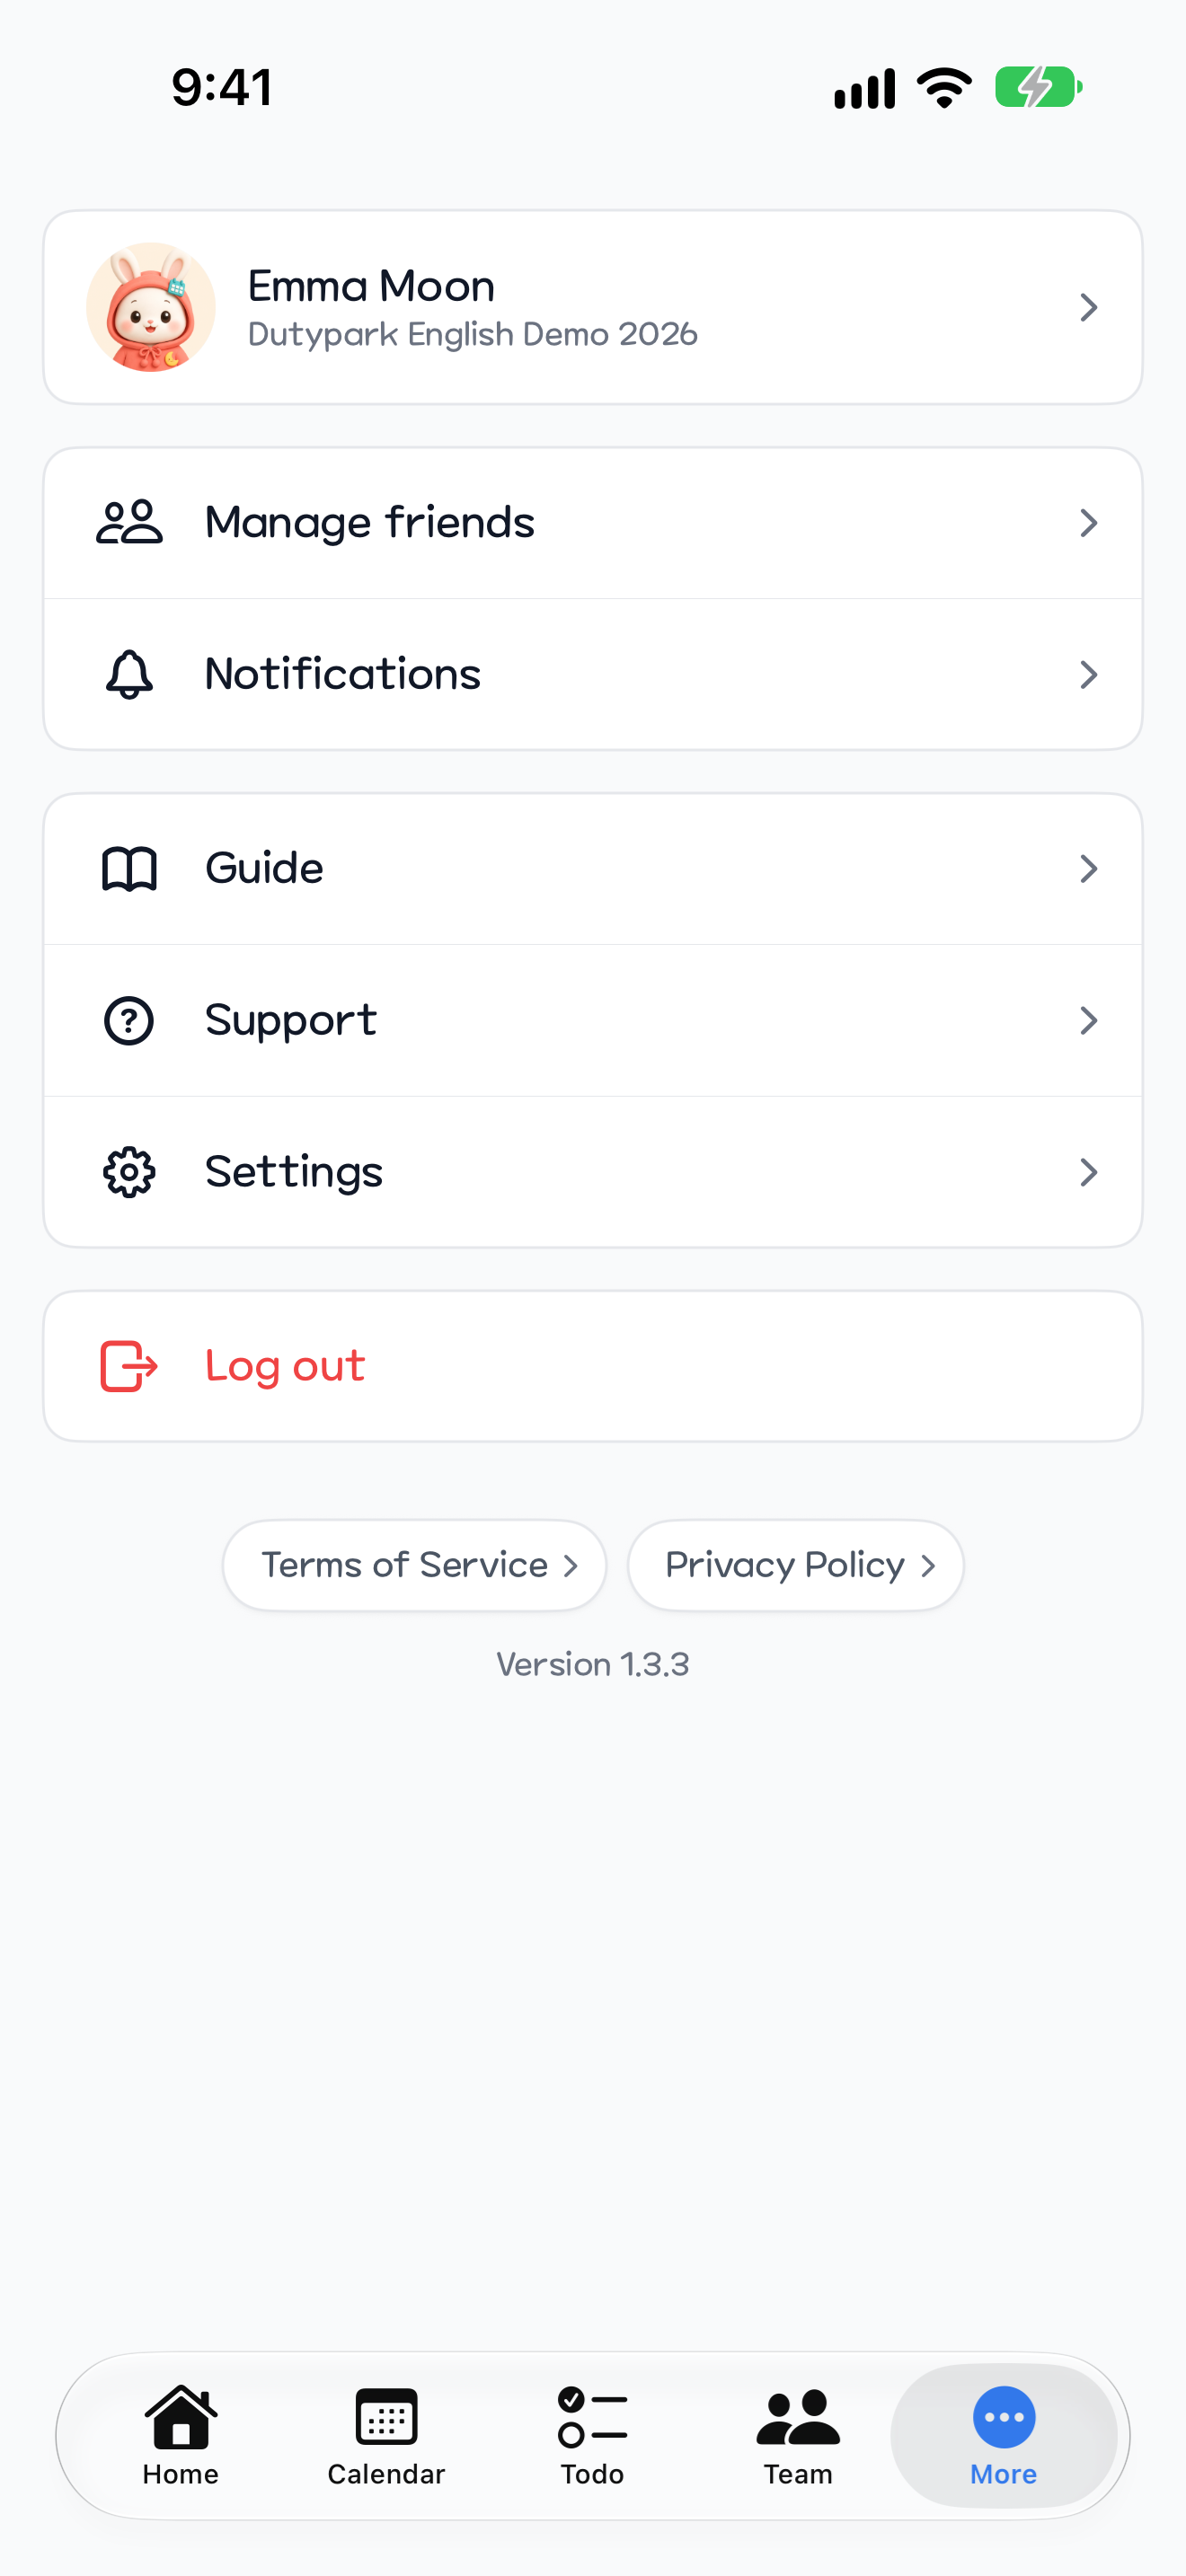 9:41
Emma Moon
Dutypark English Demo 2026
Manage friends
Notifications
Guide
Support
Settings
Log out
Terms of Service
Privacy Policy
Version 1.3.3
Home
Calendar
Todo
Team
More